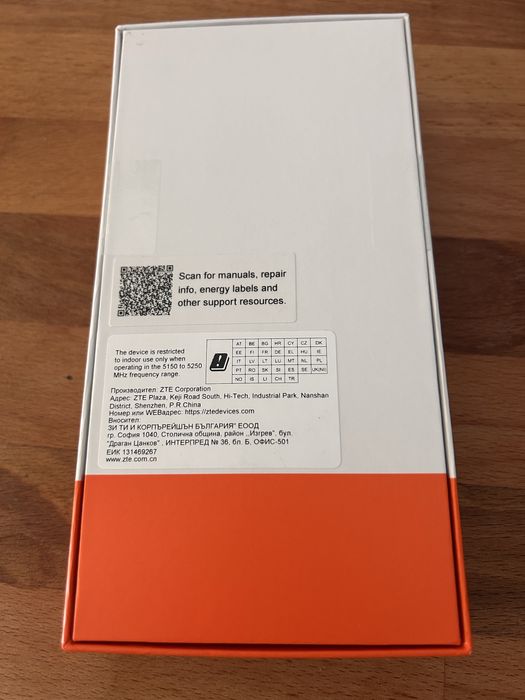 Scan for manuals, repair
info, energy labels and
other support resources.
The device is restricted
to indoor use only when
operating in the 5150 to 5250
MHz frequency range.
AT BE BG HR CY CZ DK
EE FI FR DE EL HU IE
IT LV LT LU MT NL PL
PT RO SK SI ES SE UK(NI)
NO IS LI CH TR
Производител: ZTE Corporation
Адрес: ZTE Plaza, Keji Road South, Hi-Tech, Industrial Park, Nanshan
District, Shenzhen, P.R.China
Номер или WEBадрес: https://ztedevices.com
Вносител:
ЗИ ТИ И КОРПЪРЕЙШЪН БЪЛГАРИЯ" ЕООД
гр. София 1040, Столична община, район ,,Изгрев". бул.
"Драган Цанков" . ИНТЕРПРЕД № 36, бл. Б, ОФИС-501
ЕИК 131469267
www.zte.com.cn